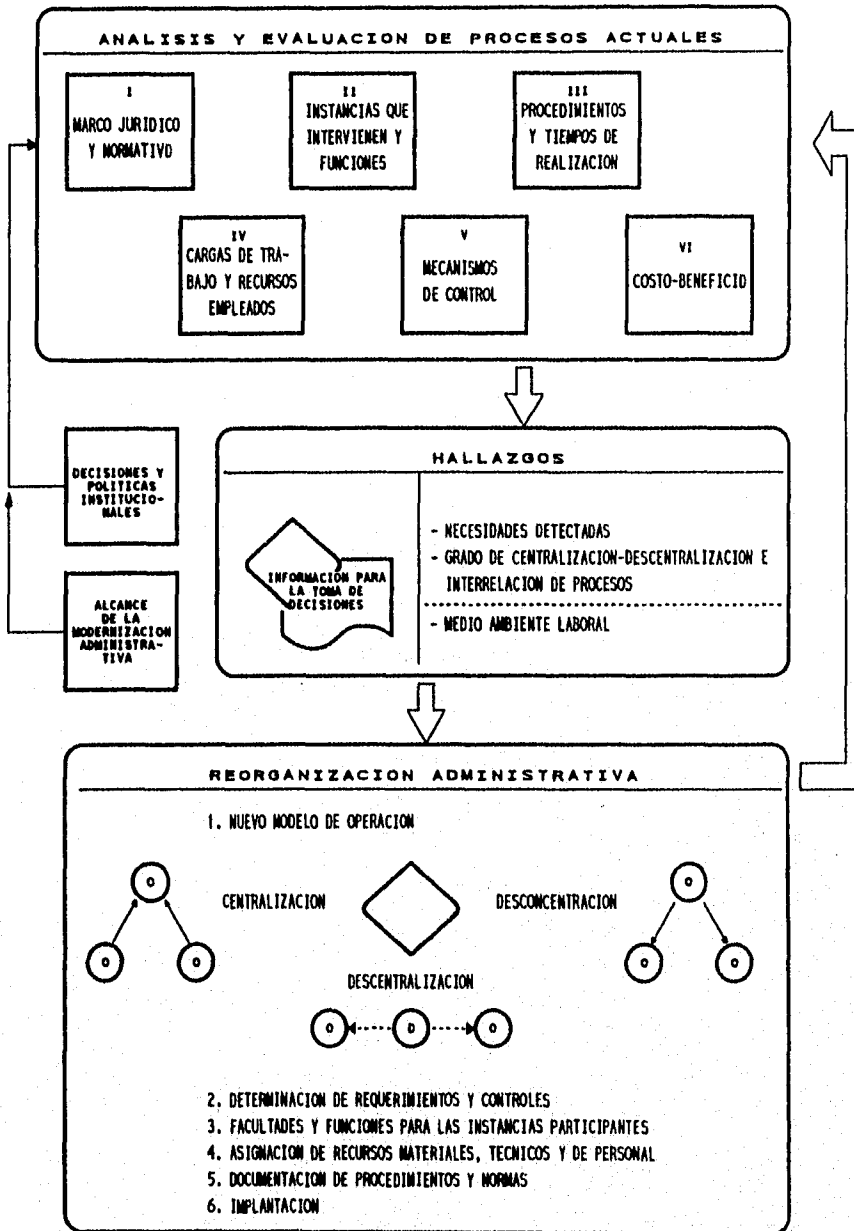 ANALISIS Y EVALUACION DE PROCESOS ACTUALES
I
MARCO JURIDICO
Y NORMATIVO
II
INSTANCIAS QUE
INTERVIENEN Y
FUNCIONES
III
PROCEDIMIENTOS
Y TIEMPOS DE
REALIZACION
IV
CARGAS DE TRA-
BAJO Y RECURSOS
EMPLEADOS
V
MECANISMOS
DE CONTROL
VI
COSTO-BENEFICIO
DECISIONES Y
POLITICAS
INSTITUCIO-
NALES
ALCANCE
DE LA
MODERNIZACION
ADMINISTRA-
TIVA
HALLAZGOS
INFORMACION PARA
LA TOMA DE
DECISIONES
- NECESIDADES DETECTADAS
- GRADO DE CENTRALIZACION-DESCENTRALIZACION E
INTERRELACION DE PROCESOS
- MEDIO AMBIENTE LABORAL
REORGANIZACION ADMINISTRATIVA
1. NUEVO MODELO DE OPERACION
O
O O
CENTRALIZACION
DESCONCENTRACION
O
O O
DESCENTRALIZACION
O D O
2. DETERMINACION DE REQUERIMIENTOS Y CONTROLES
3. FACULTADES Y FUNCIONES PARA LAS INSTANCIAS PARTICIPANTES
4. ASIGNACION DE RECURSOS MATERIALES, TECNICOS Y DE PERSONAL
5. DOCUMENTACION DE PROCEDIMIENTOS Y NORMAS
6. IMPLANTACION